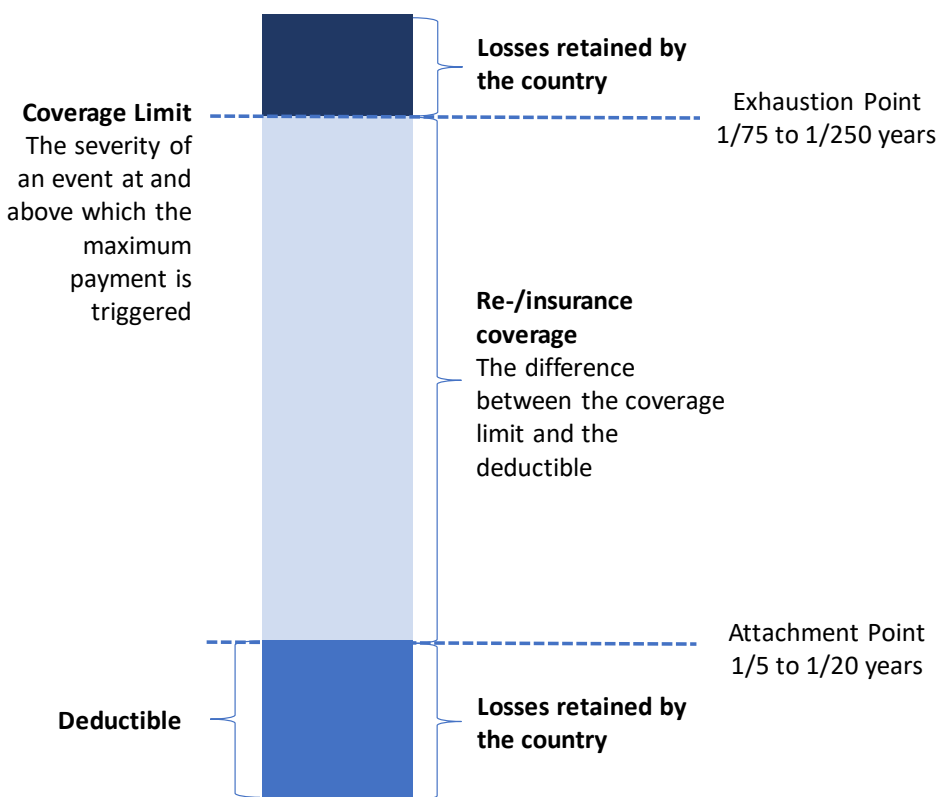 Losses retained by
the country
Exhaustion Point
1/75 to 1/250 years
Coverage Limit
The severity of
an event at and
above which the
maximum
payment is
triggered
Re-/insurance
coverage
The difference
between the coverage
limit and the
deductible
Attachment Point
1/5 to 1/20 years
Deductible
Losses retained by
the country